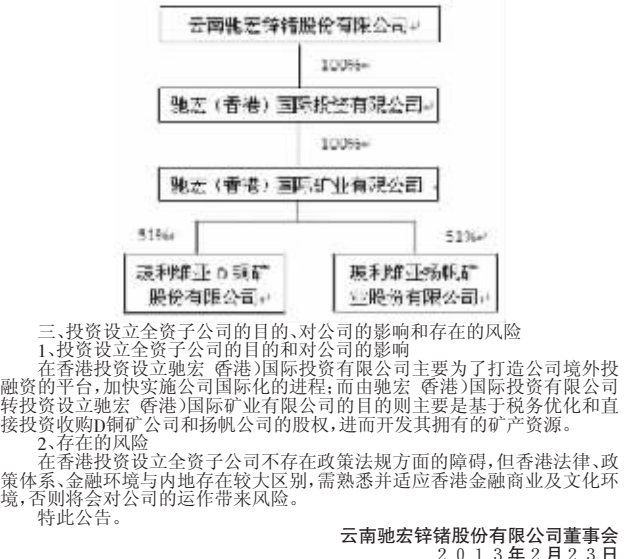 云南驰宏锌锗股份有限公司
100%
驰宏（香港）国际投资有限公司
100%
驰宏（香港）国际矿业有限公司
51%
51%
玻利维亚D铜矿
股份有限公司
玻利维亚扬帆矿
业股份有限公司
三、投资设立全资子公司的目的、对公司的影响和存在的风险
1、投资设立全资子公司的目的和对公司的影响
在香港投资设立驰宏（香港）国际投资有限公司主要为了打造公司境外投
融资的平台，加快实施公司国际化的进程；而由驰宏（香港）国际投资有限公司
转投资设立驰宏（香港）国际矿业有限公司的目的则主要是基于税务优化和直
接投资收购D铜矿公司和扬帆公司的股权，进而开发其拥有的矿产资源。
2、存在的风险
在香港投资设立全资子公司不存在政策法规方面的障碍，但香港法律、政
策体系、金融环境与内地存在较大区别，需熟悉并适应香港金融商业及文化环
境，否则将会对公司的运作带来风险。
特此公告。
云南驰宏锌锗股份有限公司董事会
2013年2月23日